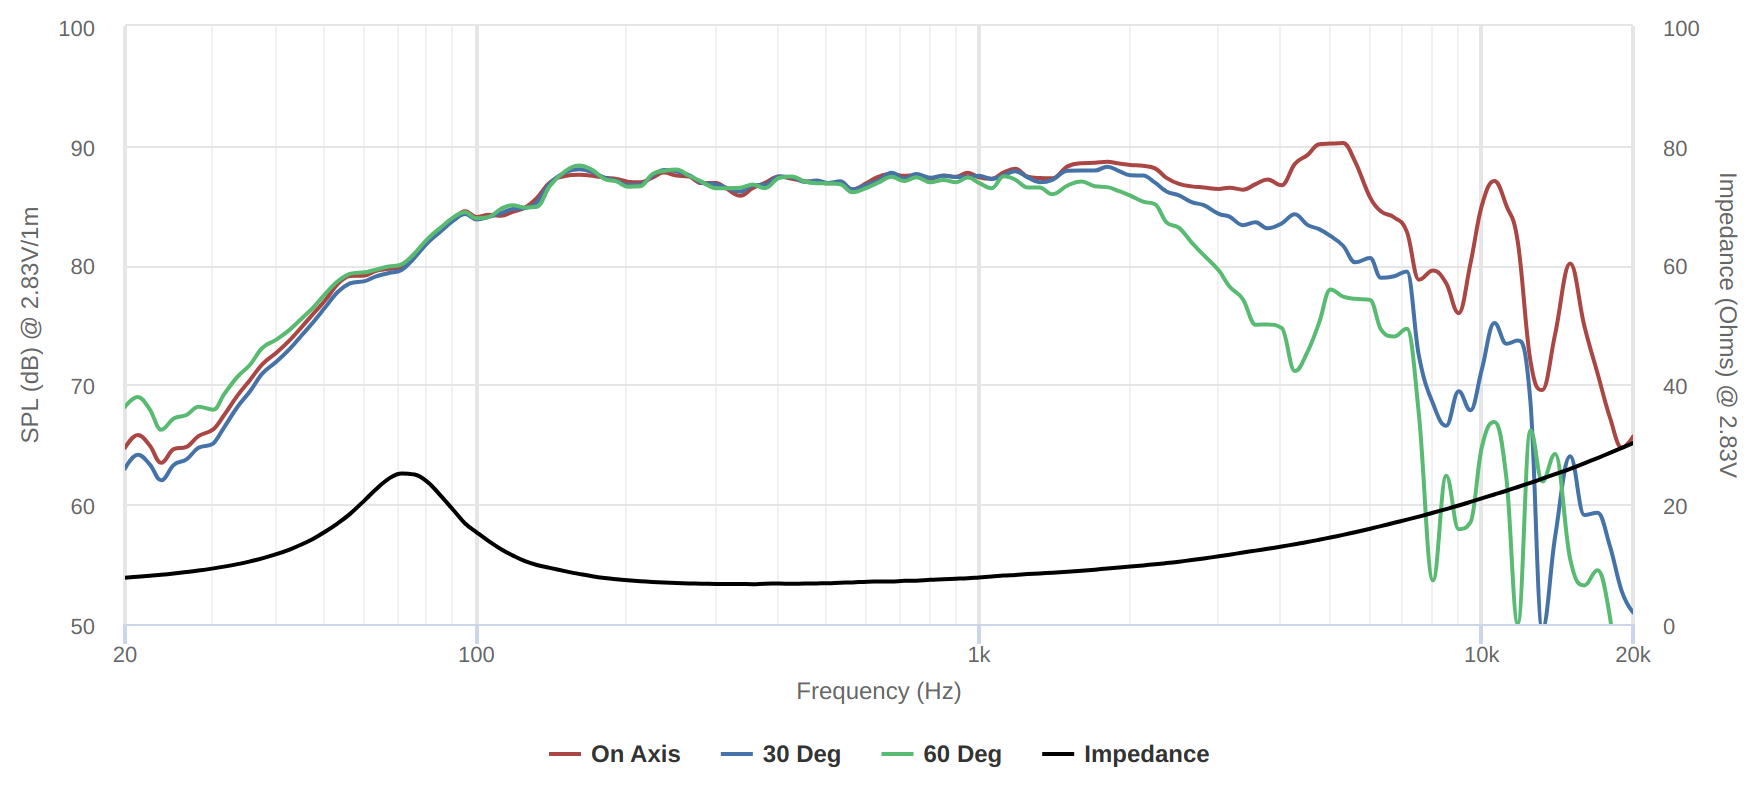 100
90
80
70
60
50
SPL (dB) @ 2.83V/1m
100
80
60
40
20
0
Impedance (Ohms) @ 2.83V
20
100
1k
10k
20k
Frequency (Hz)
On Axis
30 Deg
60 Deg
Impedance